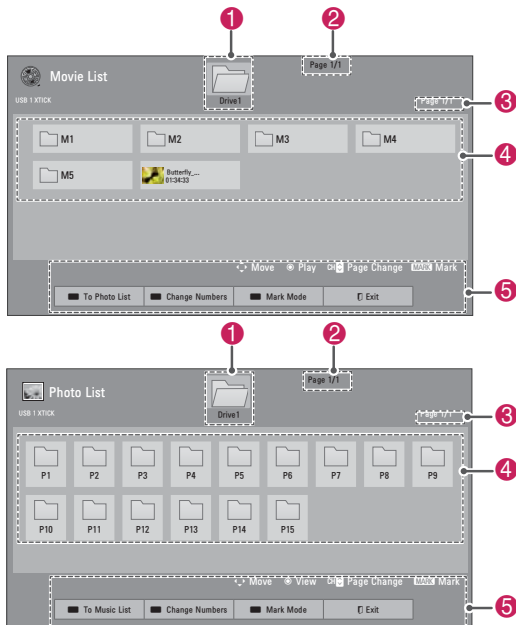 1
2
Movie List
Page 1/1
USB 1 XTICK
Drive1
Page 1/1
3
M1
M2
M3
M4
4
M5
Butterfly_...
01:34:33
Move
Play
CH
Page Change
MARK
Mark
To Photo List
Change Numbers
Mark Mode
Exit
5
1
2
Photo List
Page 1/1
USB 1 XTICK
Drive1
Page 1/1
3
P1
P2
P3
P4
P5
P6
P7
P8
P9
4
P10
P11
P12
P13
P14
P15
Move
View
CH
Page Change
MARK
Mark
To Music List
Change Numbers
Mark Mode
Exit
5